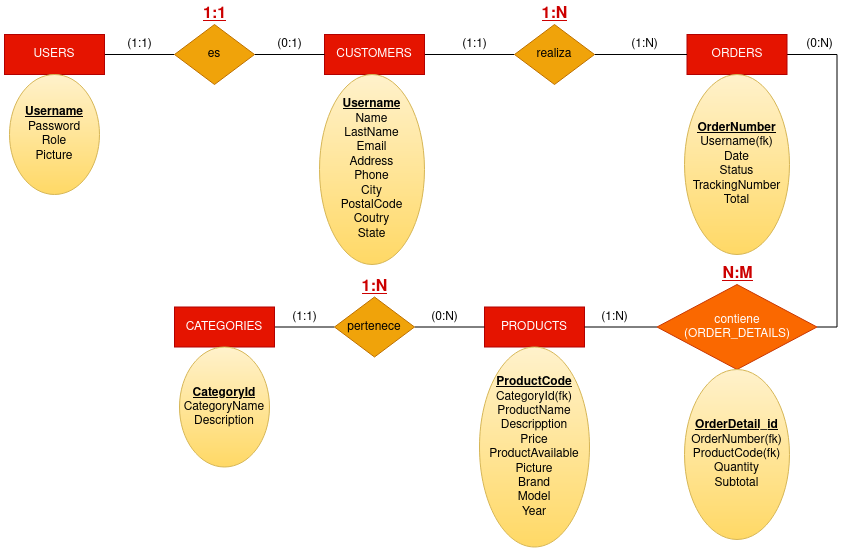 1:1
1:N
USERS
(1:1)
es
(0:1)
CUSTOMERS
(1:1)
realiza
(1:N)
ORDERS
(0:N)
Username
Password
Role
Picture
Username
Name
LastName
Email
Address
Phone
City
PostalCode
Coutry
State
OrderNumber
Username(fk)
Date
Status
TrackingNumber
Total
1:N
N:M
CATEGORIES
(1:1)
pertenece
(0:N)
PRODUCTS
(1:N)
contiene
(ORDER_DETAILS)
CategoryId
CategoryName
Description
ProductCode
CategoryId(fk)
ProductName
Descripption
Price
ProductAvailable
Picture
Brand
Model
Year
OrderDetail_id
OrderNumber(fk)
ProductCode(fk)
Quantity
Subtotal